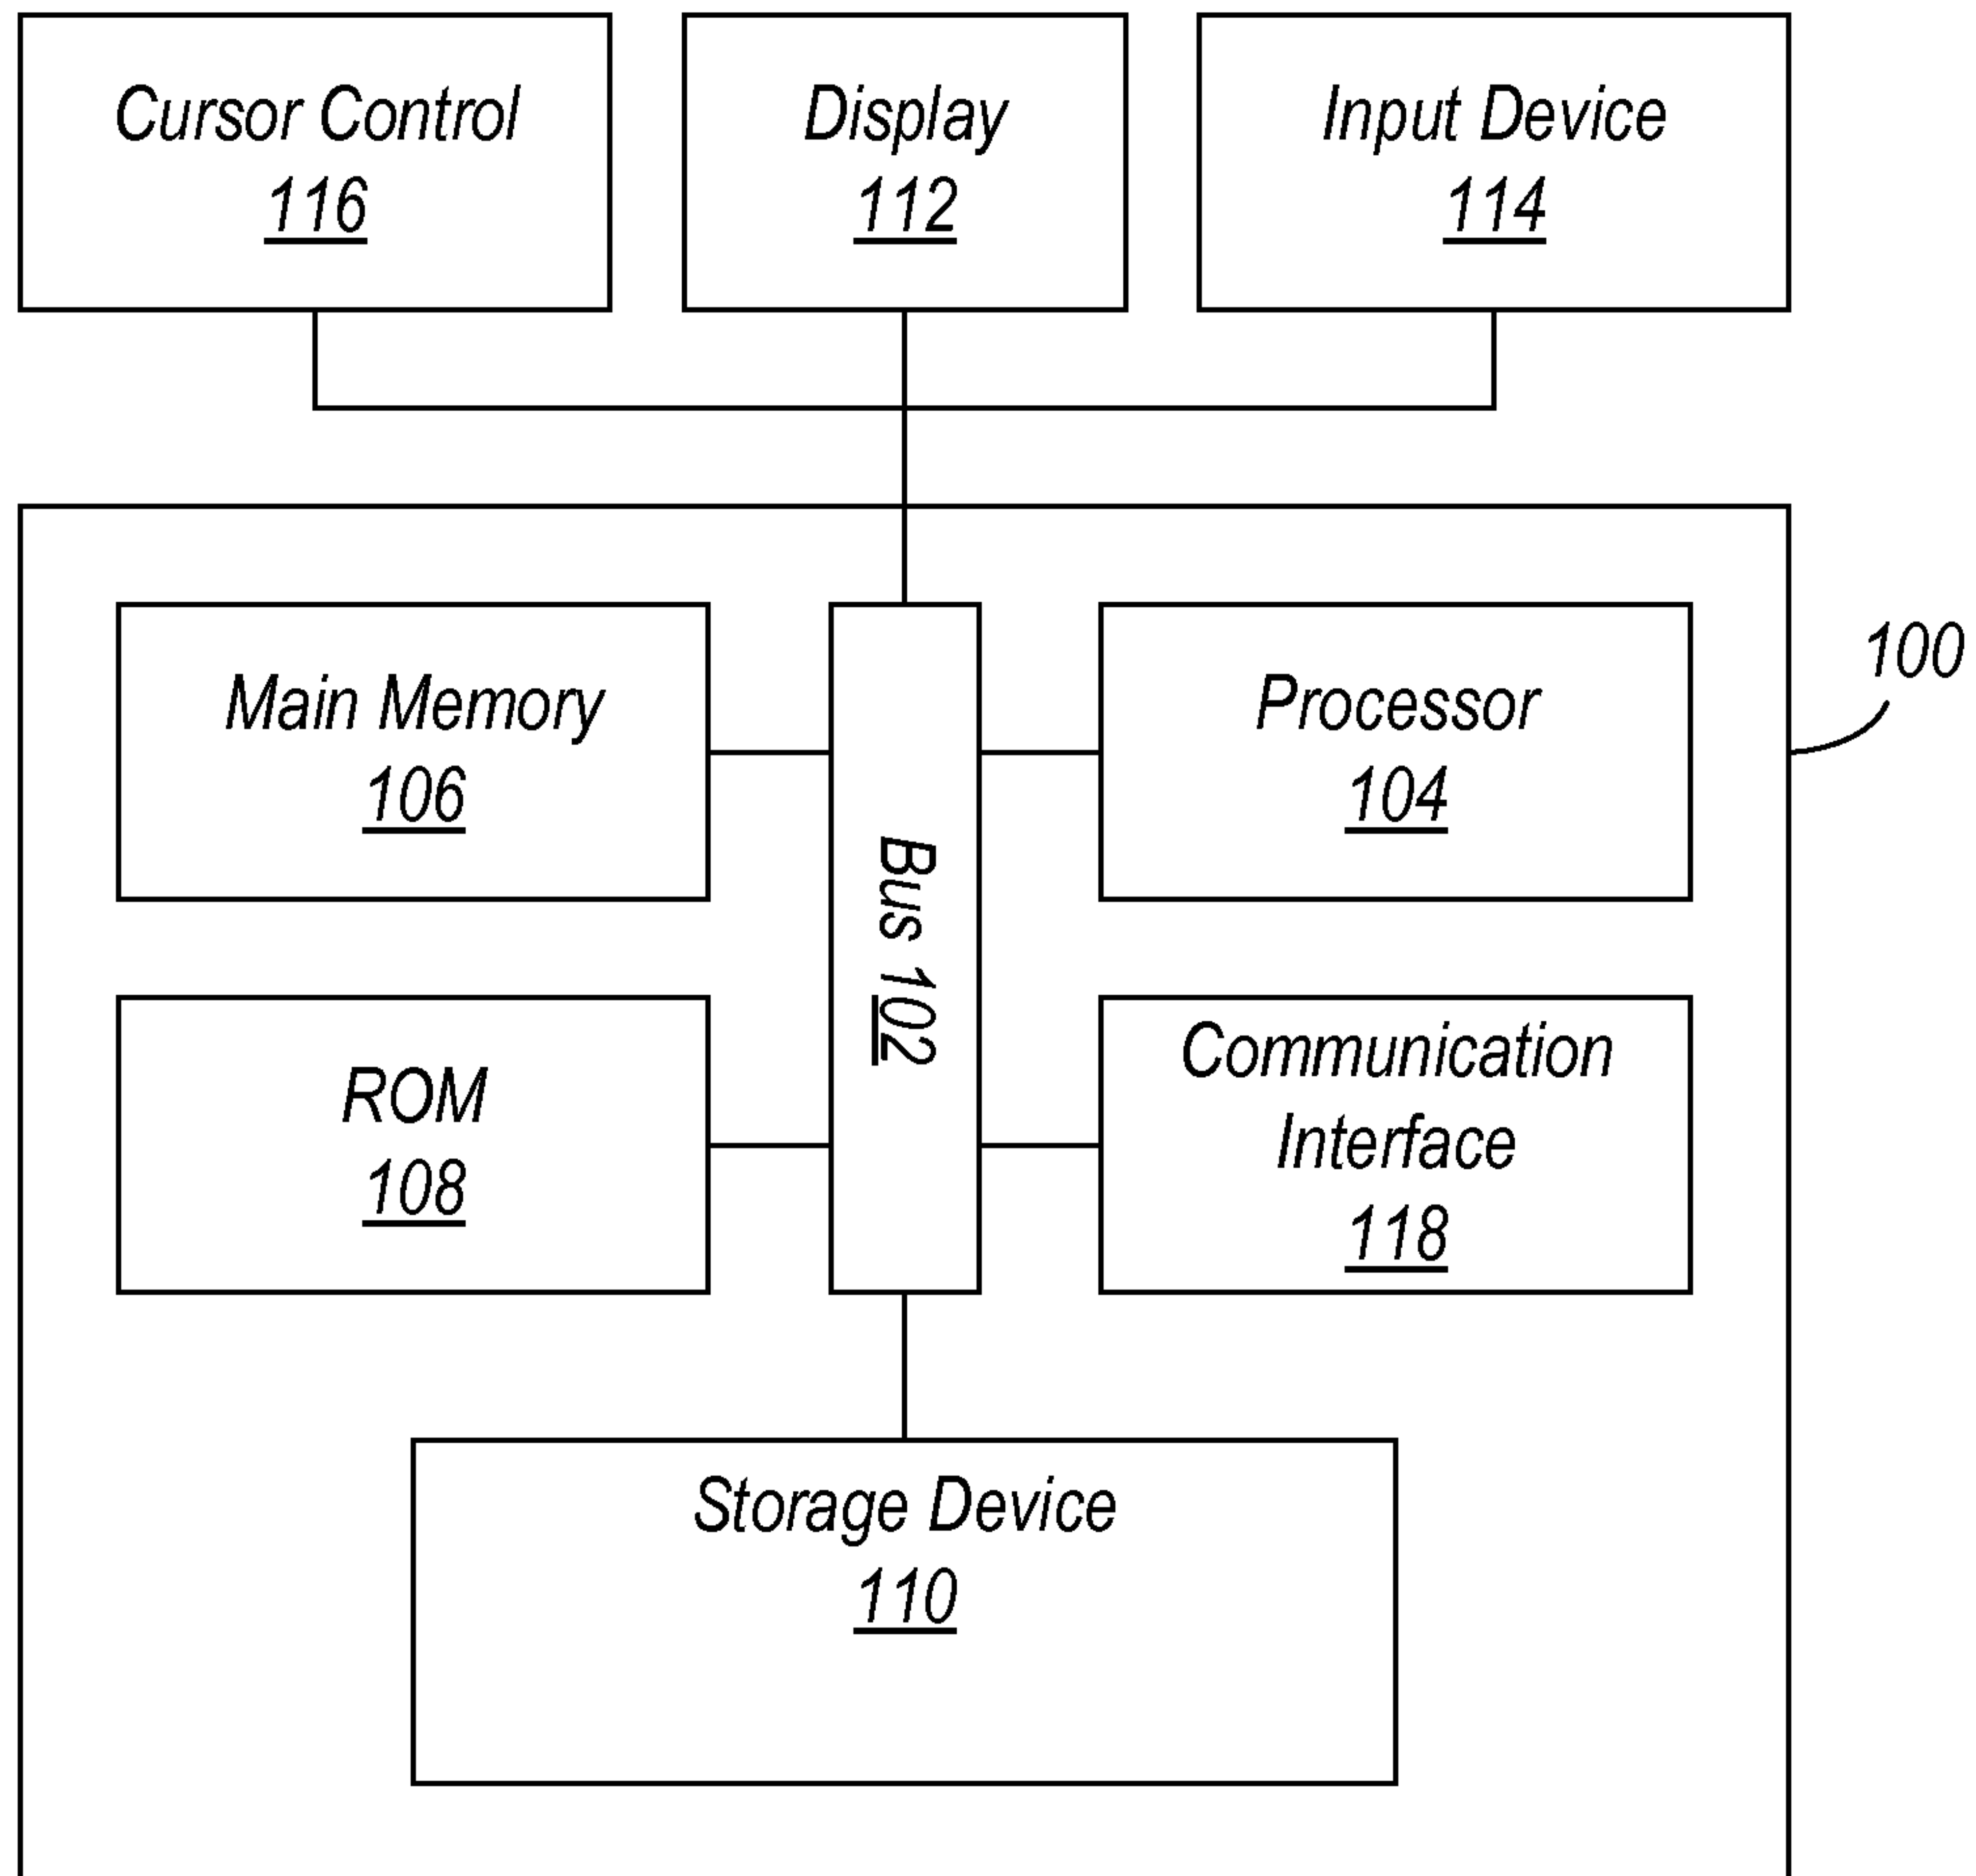 Cursor Control
116
Display
112
Input Device
114
100
Main Memory
106
Bus 102
Processor
104
ROM
108
Communication
Interface
118
Storage Device
110